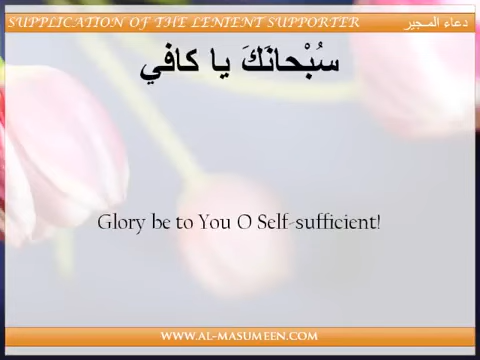 SUPPLICATION OF THE LENIENT SUPPORTER دعاء المـجير
سُبْحانَكَ يا كافي
Glory be to You O Self-sufficient!
WWW.AL-MASUMEEN.COM